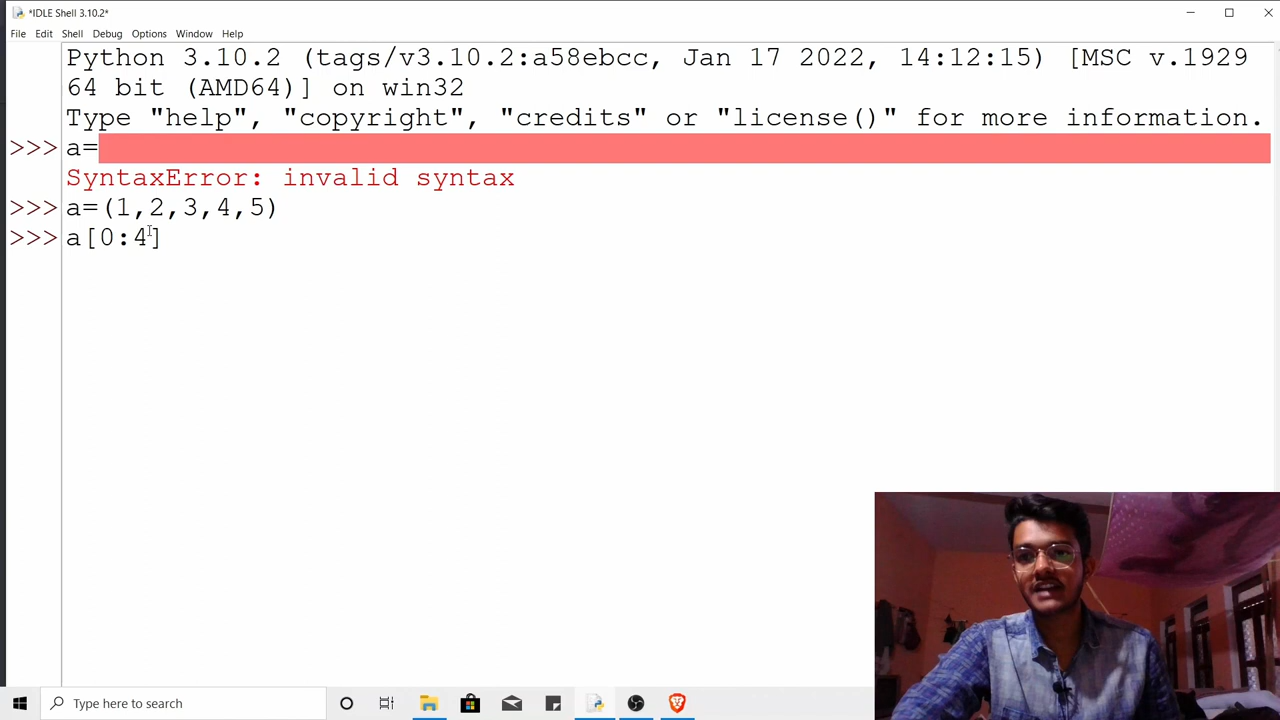 *IDLE Shell 3.10.2*
File Edit Shell Debug Options Window Help
Python 3.10.2 (tags/v3.10.2:a58ebcc, Jan 17 2022, 14:12:15) [MSC v.1929
64 bit (AMD64)] on win32
Type "help", "copyright", "credits" or "license()" for more information.
>>> a=
SyntaxError: invalid syntax
>>> a=(1,2,3,4,5)
>>> a[0:4]
Type here to search